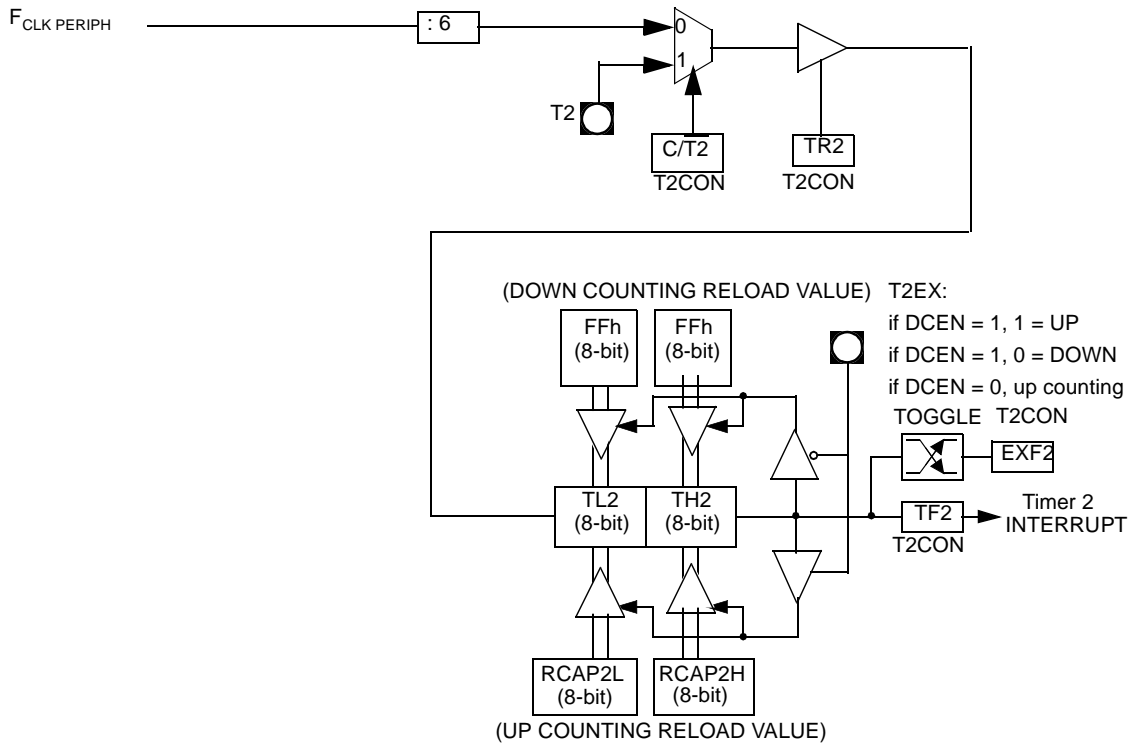 FCLK PERIPH
: 6
0
1
T2
C/T2
T2CON
TR2
T2CON
(DOWN COUNTING RELOAD VALUE)
T2EX:
if DCEN = 1, 1 = UP
if DCEN = 1, 0 = DOWN
if DCEN = 0, up counting
FFh
(8-bit)
FFh
(8-bit)
TOGGLE
T2CON
EXF2
TL2
(8-bit)
TH2
(8-bit)
TF2
T2CON
Timer 2
INTERRUPT
RCAP2L
(8-bit)
RCAP2H
(8-bit)
(UP COUNTING RELOAD VALUE)